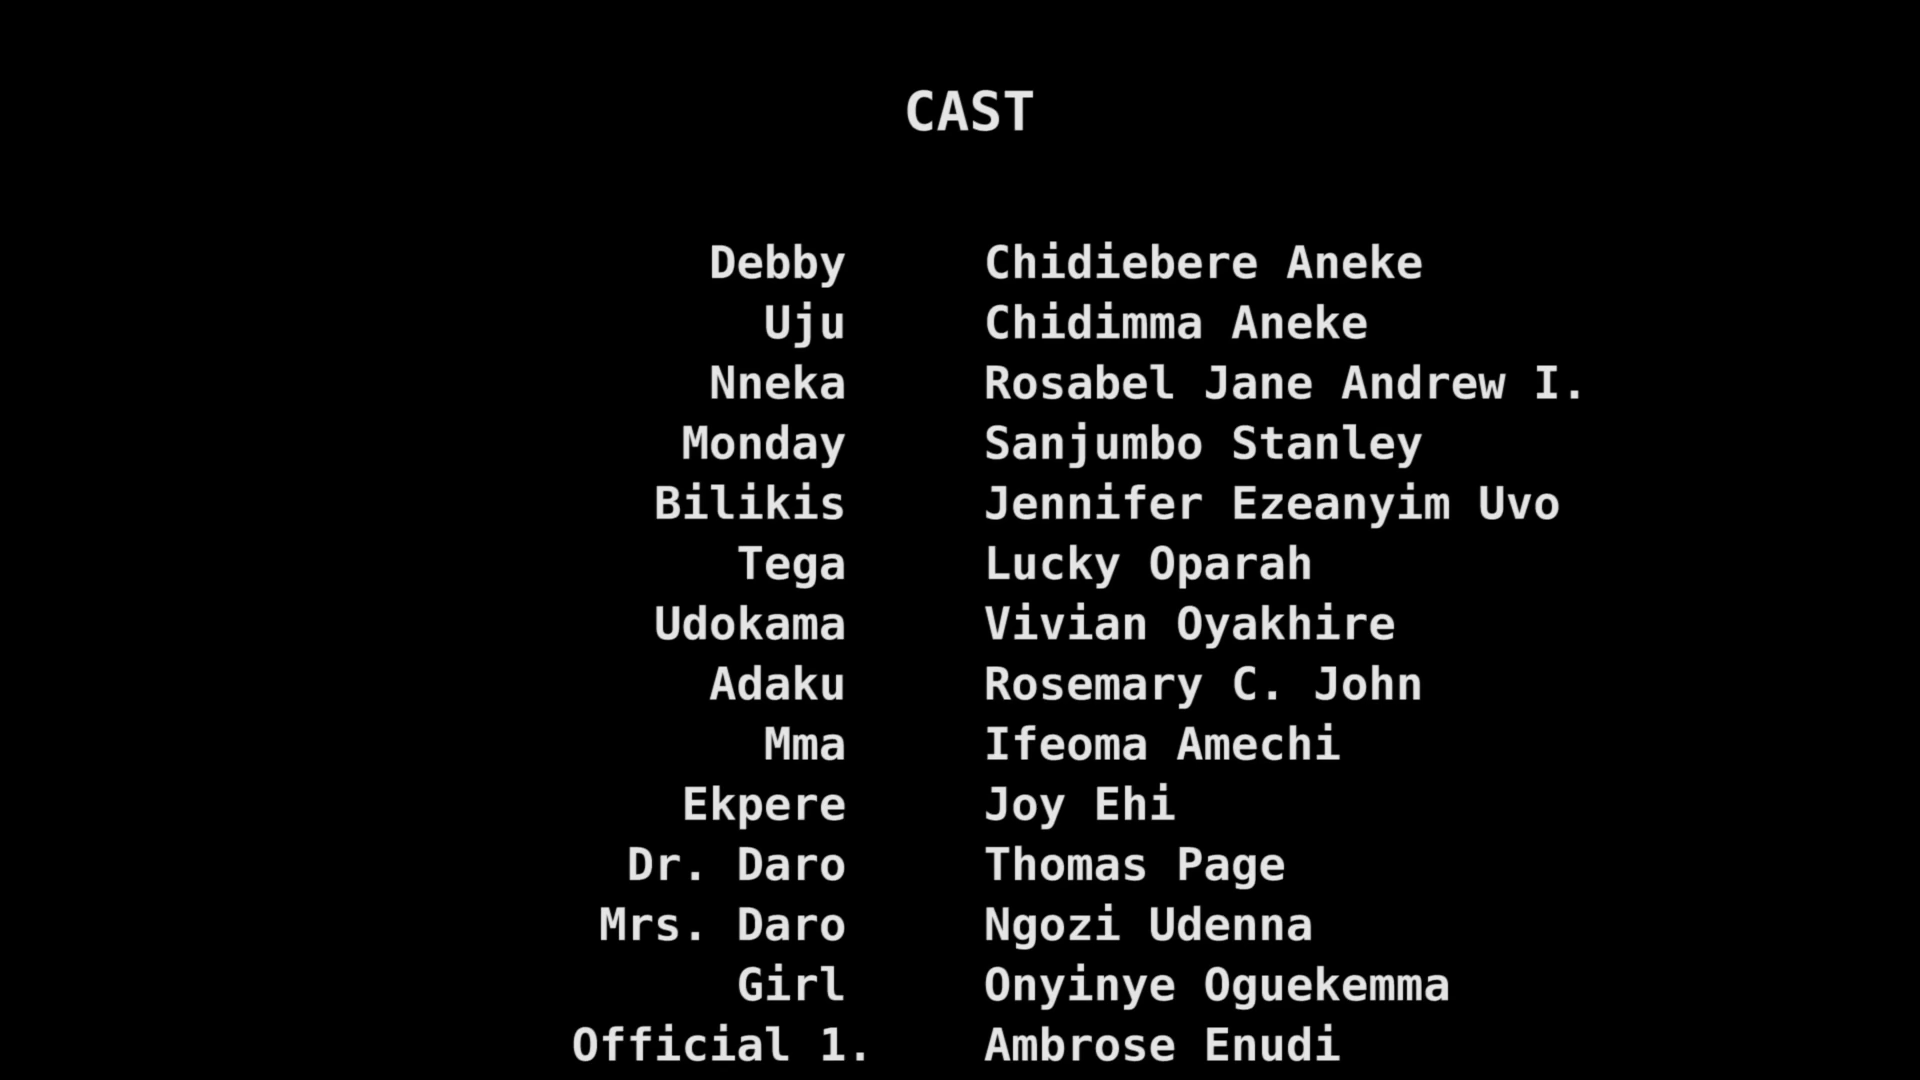 CAST
Debby Chidiebere Aneke
Uju Chidimma Aneke
Nneka Rosabel Jane Andrew I.
Monday Sanjumbo Stanley
Bilikis Jennifer Ezeanyim Uvo
Tega Lucky Oparah
Udokama Vivian Oyakhire
Adaku Rosemary C. John
Mma Ifeoma Amechi
Ekpere Joy Ehi
Dr. Daro Thomas Page
Mrs. Daro Ngozi Udenna
Girl Onyinye Oguekemma
Official 1. Ambrose Enudi